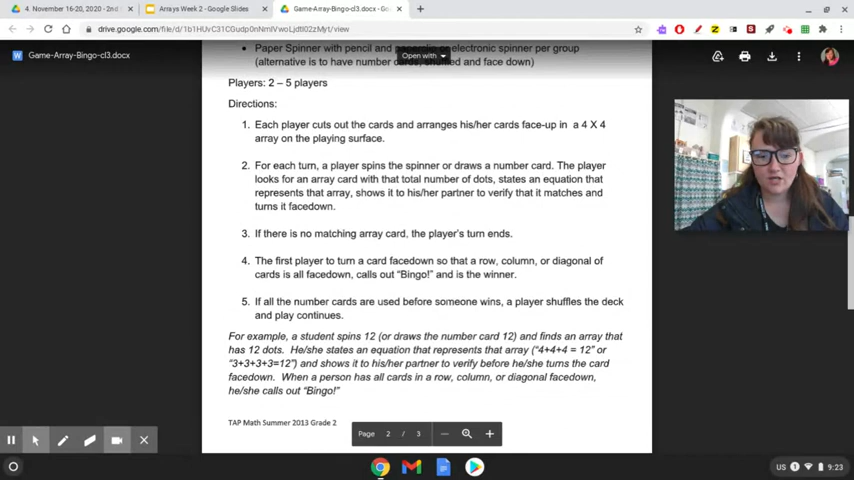 4. November 16-20, 2020 - 2nd
Arrays Week 2 - Google Slides
Game-Array-Bingo-cl3.docx - Go
drive.google.com/file/d/1b1HUvC31CGudp0nNmIVwoLjdtl02zMyt/view
Game-Array-Bingo-cl3.docx
Open with
Paper Spinner with pencil and paperclip or electronic spinner per group
(alternative is to have number cards, shuffled and face down)
Players: 2 – 5 players
Directions:
1. Each player cuts out the cards and arranges his/her cards face-up in a 4 X 4
array on the playing surface.
2. For each turn, a player spins the spinner or draws a number card. The player
looks for an array card with that total number of dots, states an equation that
represents that array, shows it to his/her partner to verify that it matches and
turns it facedown.
3. If there is no matching array card, the player's turn ends.
4. The first player to turn a card facedown so that a row, column, or diagonal of
cards is all facedown, calls out "Bingo!" and is the winner.
5. If all the number cards are used before someone wins, a player shuffles the deck
and play continues.
For example, a student spins 12 (or draws the number card 12) and finds an array that
has 12 dots. He/she states an equation that represents that array ("4+4+4 = 12" or
"3+3+3+3=12") and shows it to his/her partner to verify before he/she turns the card
facedown. When a person has all cards in a row, column, or diagonal facedown,
he/she calls out "Bingo!"
TAP Math Summer 2013 Grade 2
Page 2 / 3
US 1 9:23